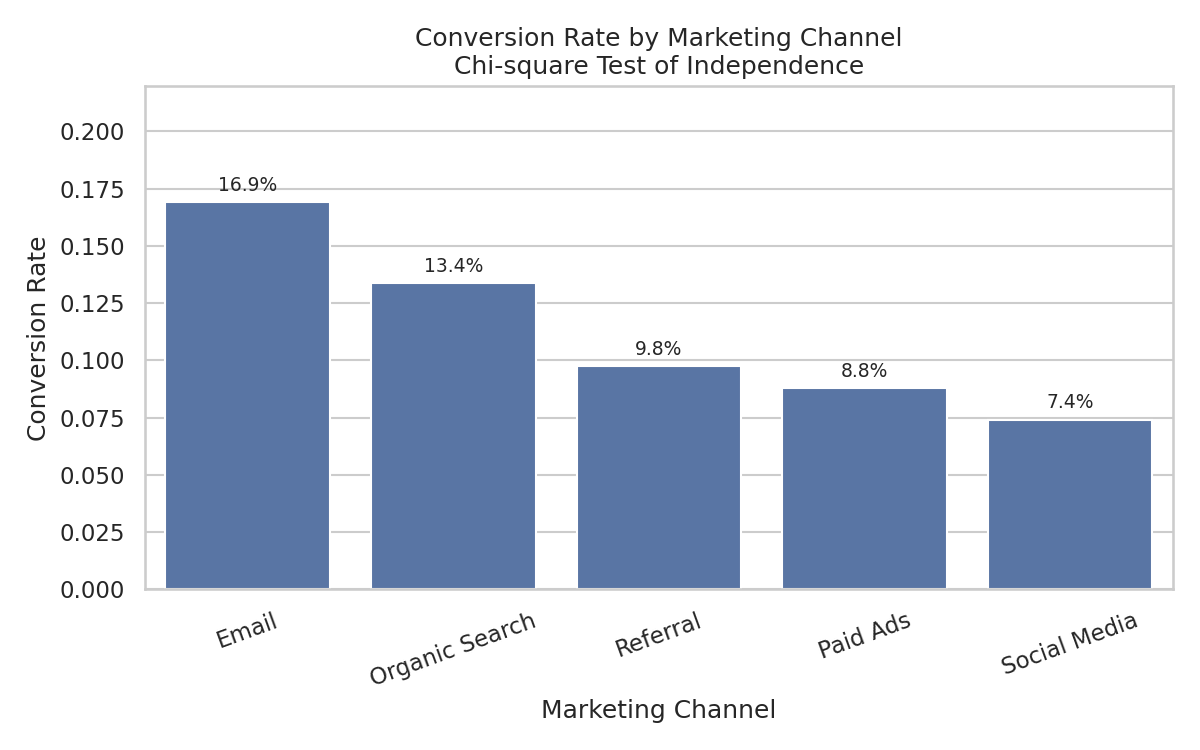 Conversion Rate by Marketing Channel
Chi-square Test of Independence
Conversion Rate
0.200
0.175
0.150
0.125
0.100
0.075
0.050
0.025
0.000
16.9%
13.4%
9.8%
8.8%
7.4%
Email
Organic Search
Referral
Paid Ads
Social Media
Marketing Channel